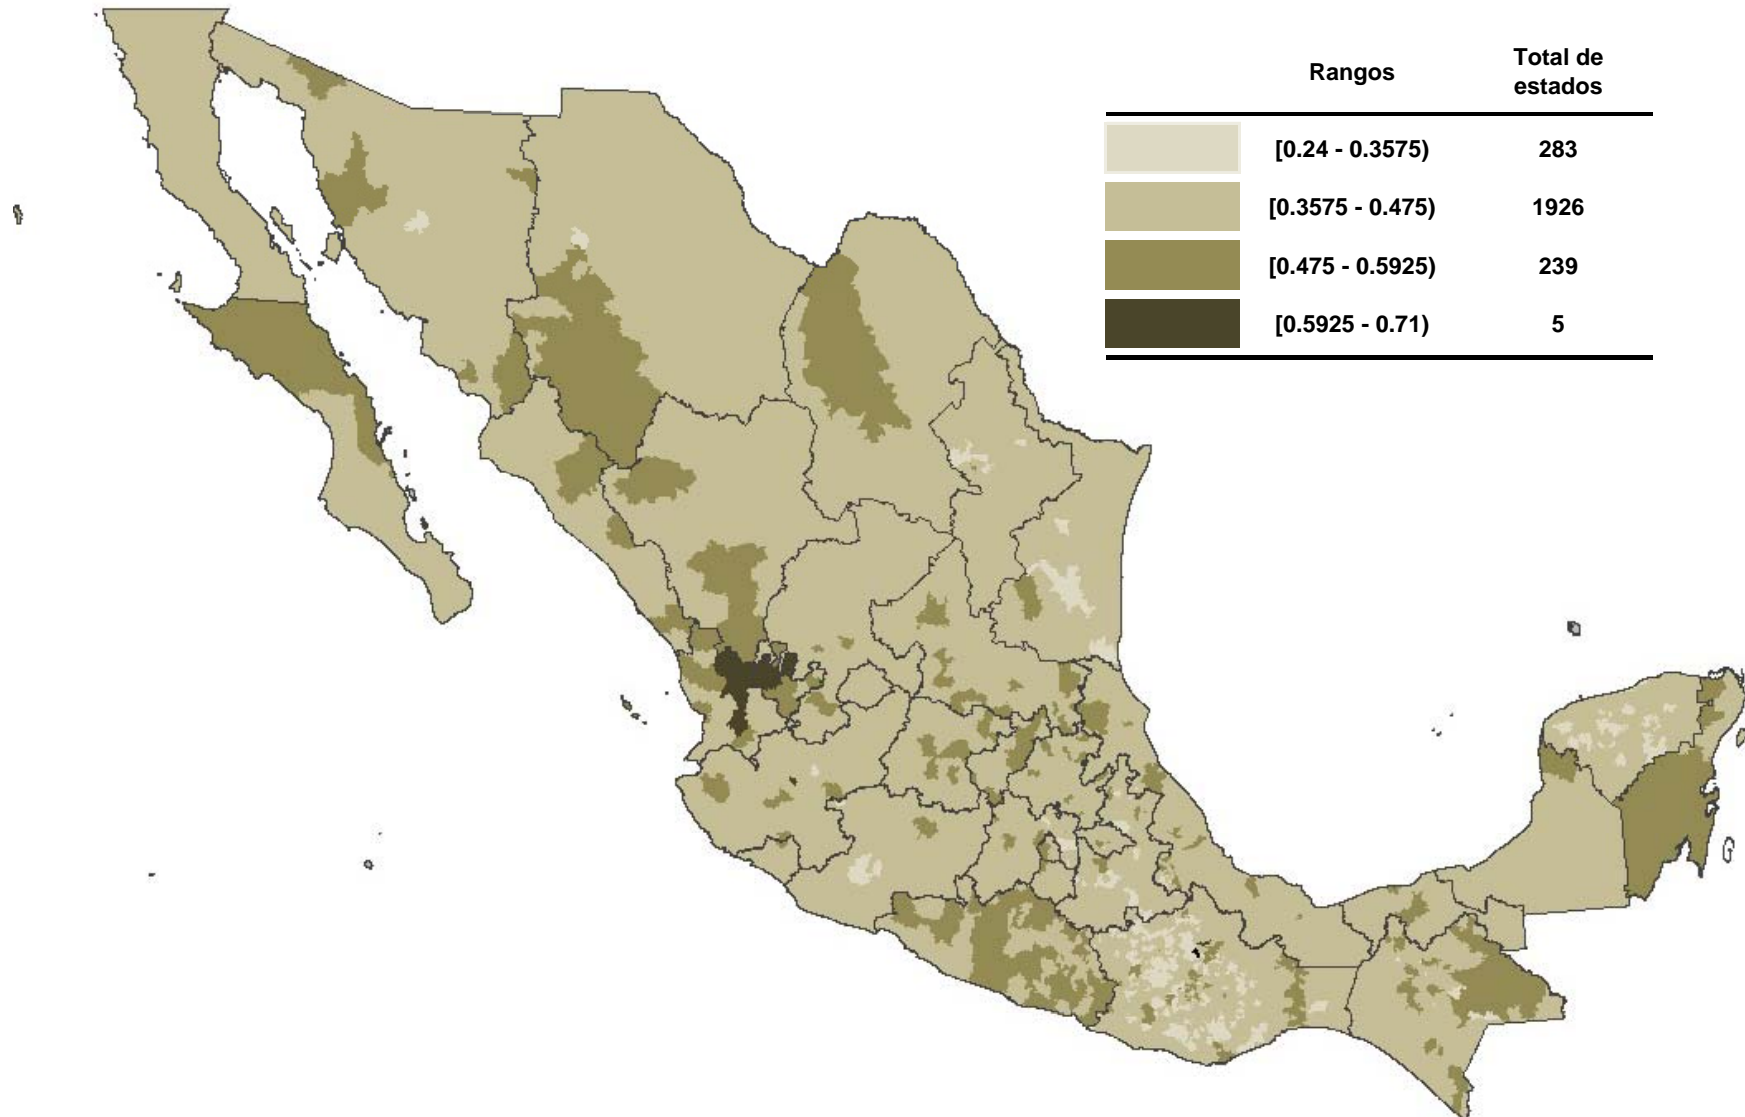 Rangos
Total de
estados
[0.24 - 0.3575)
283
[0.3575 - 0.475)
1926
[0.475 - 0.5925)
239
[0.5925 - 0.71)
5